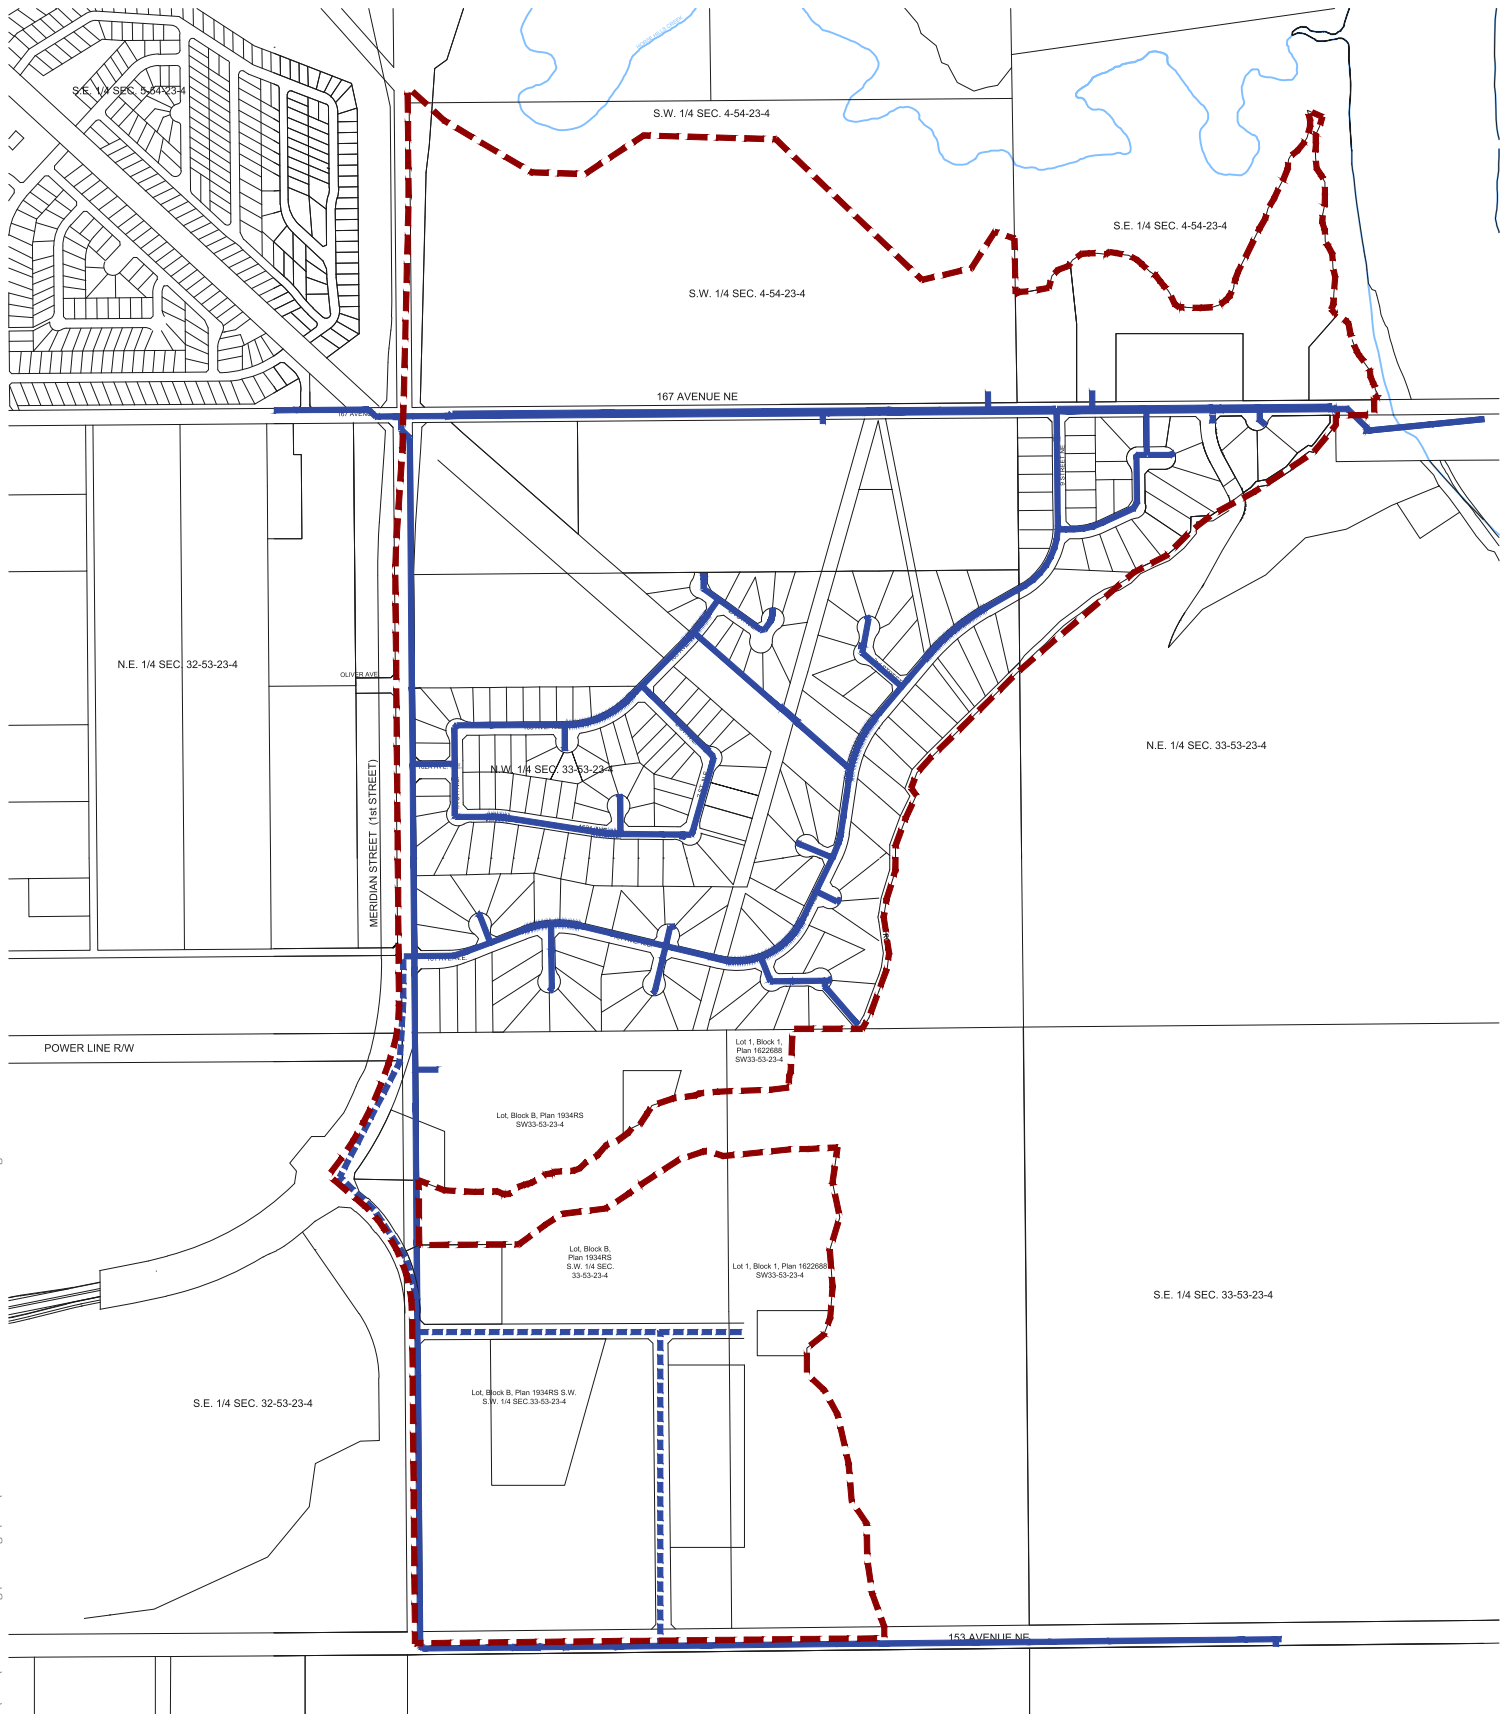 HORSE HILLS CREEK
S.E. 1/4 SEC. 5-54-23-4
S.W. 1/4 SEC. 4-54-23-4
S.E. 1/4 SEC. 4-54-23-4
S.W. 1/4 SEC. 4-54-23-4
167 AVENUE NE
9 STREET NE
N.E. 1/4 SEC. 32-53-23-4
OLIVER AVE.
N.E. 1/4 SEC. 33-53-23-4
N.W. 1/4 SEC. 33-53-23-4
MERIDIAN STREET (1st STREET)
POWER LINE R/W
Lot 1, Block 1,
Plan 1622688
SW33-53-23-4
Lot, Block B, Plan 1934RS
SW33-53-23-4
Lot, Block B,
Plan 1934RS
S.W. 1/4 SEC.
33-53-23-4
Lot 1, Block 1, Plan 1622688
SW33-53-23-4
S.E. 1/4 SEC. 33-53-23-4
Lot, Block B, Plan 1934RS S.W.
S.W. 1/4 SEC.33-53-23-4
S.E. 1/4 SEC. 32-53-23-4
153 AVENUE NE